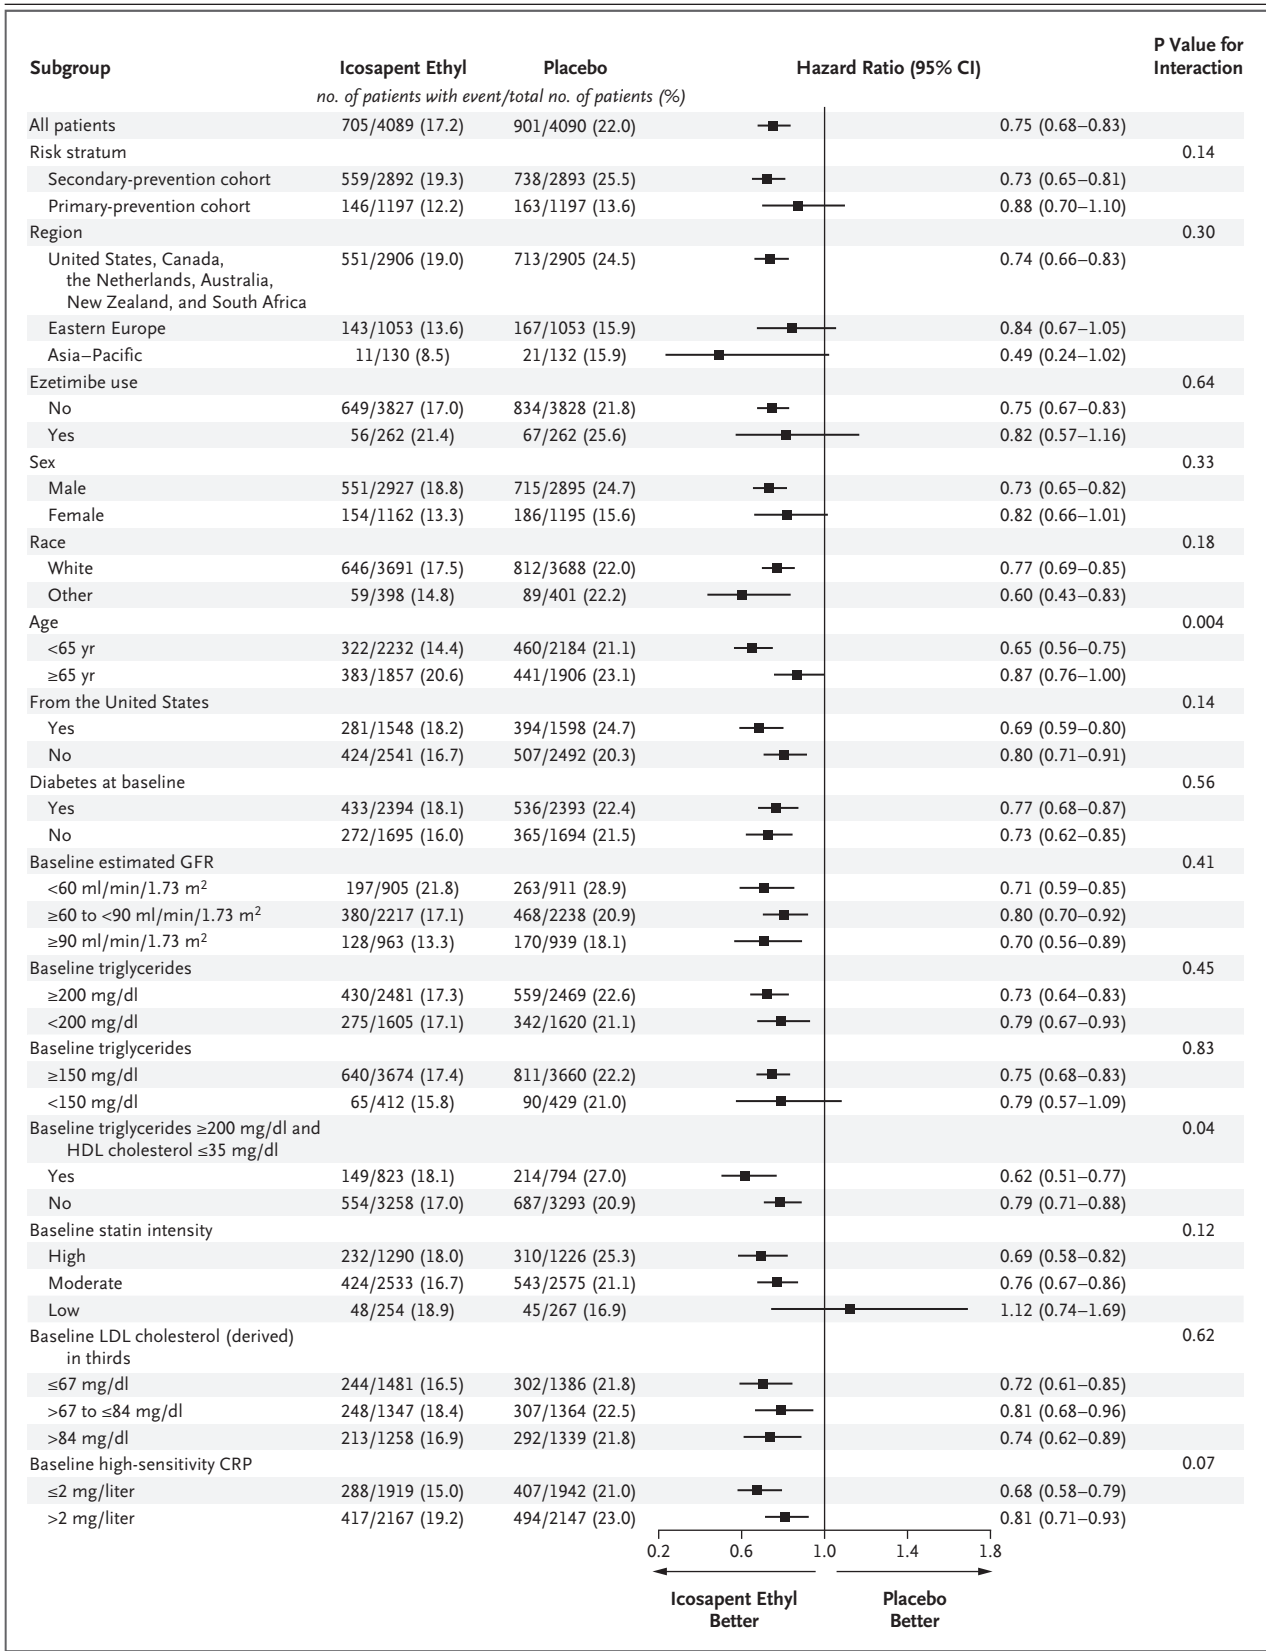 P Value for
Subgroup Icosapent Ethyl Placebo Hazard Ratio (95% CI) Interaction
no. of patients with event/total no. of patients (%)
All patients 705/4089 (17.2) 901/4090 (22.0) 0.75 (0.68–0.83)
Risk stratum 0.14
Secondary-prevention cohort 559/2892 (19.3) 738/2893 (25.5) 0.73 (0.65–0.81)
Primary-prevention cohort 146/1197 (12.2) 163/1197 (13.6) 0.88 (0.70–1.10)
Region 0.30
United States, Canada, 551/2906 (19.0) 713/2905 (24.5) 0.74 (0.66–0.83)
the Netherlands, Australia,
New Zealand, and South Africa
Eastern Europe 143/1053 (13.6) 167/1053 (15.9) 0.84 (0.67–1.05)
Asia–Pacific 11/130 (8.5) 21/132 (15.9) 0.49 (0.24–1.02)
Ezetimibe use 0.64
No 649/3827 (17.0) 834/3828 (21.8) 0.75 (0.67–0.83)
Yes 56/262 (21.4) 67/262 (25.6) 0.82 (0.57–1.16)
Sex 0.33
Male 551/2927 (18.8) 715/2895 (24.7) 0.73 (0.65–0.82)
Female 154/1162 (13.3) 186/1195 (15.6) 0.82 (0.66–1.01)
Race 0.18
White 646/3691 (17.5) 812/3688 (22.0) 0.77 (0.69–0.85)
Other 59/398 (14.8) 89/401 (22.2) 0.60 (0.43–0.83)
Age 0.004
<65 yr 322/2232 (14.4) 460/2184 (21.1) 0.65 (0.56–0.75)
≥65 yr 383/1857 (20.6) 441/1906 (23.1) 0.87 (0.76–1.00)
From the United States 0.14
Yes 281/1548 (18.2) 394/1598 (24.7) 0.69 (0.59–0.80)
No 424/2541 (16.7) 507/2492 (20.3) 0.80 (0.71–0.91)
Diabetes at baseline 0.56
Yes 433/2394 (18.1) 536/2393 (22.4) 0.77 (0.68–0.87)
No 272/1695 (16.0) 365/1694 (21.5) 0.73 (0.62–0.85)
Baseline estimated GFR 0.41
<60 ml/min/1.73 m² 197/905 (21.8) 263/911 (28.9) 0.71 (0.59–0.85)
≥60 to <90 ml/min/1.73 m² 380/2217 (17.1) 468/2238 (20.9) 0.80 (0.70–0.92)
≥90 ml/min/1.73 m² 128/963 (13.3) 170/939 (18.1) 0.70 (0.56–0.89)
Baseline triglycerides 0.45
≥200 mg/dl 430/2481 (17.3) 559/2469 (22.6) 0.73 (0.64–0.83)
<200 mg/dl 275/1605 (17.1) 342/1620 (21.1) 0.79 (0.67–0.93)
Baseline triglycerides 0.83
≥150 mg/dl 640/3674 (17.4) 811/3660 (22.2) 0.75 (0.68–0.83)
<150 mg/dl 65/412 (15.8) 90/429 (21.0) 0.79 (0.57–1.09)
Baseline triglycerides ≥200 mg/dl and 0.04
HDL cholesterol ≤35 mg/dl
Yes 149/823 (18.1) 214/794 (27.0) 0.62 (0.51–0.77)
No 554/3258 (17.0) 687/3293 (20.9) 0.79 (0.71–0.88)
Baseline statin intensity 0.12
High 232/1290 (18.0) 310/1226 (25.3) 0.69 (0.58–0.82)
Moderate 424/2533 (16.7) 543/2575 (21.1) 0.76 (0.67–0.86)
Low 48/254 (18.9) 45/267 (16.9) 1.12 (0.74–1.69)
Baseline LDL cholesterol (derived) 0.62
in thirds
≤67 mg/dl 244/1481 (16.5) 302/1386 (21.8) 0.72 (0.61–0.85)
>67 to ≤84 mg/dl 248/1347 (18.4) 307/1364 (22.5) 0.81 (0.68–0.96)
>84 mg/dl 213/1258 (16.9) 292/1339 (21.8) 0.74 (0.62–0.89)
Baseline high-sensitivity CRP 0.07
≤2 mg/liter 288/1919 (15.0) 407/1942 (21.0) 0.68 (0.58–0.79)
>2 mg/liter 417/2167 (19.2) 494/2147 (23.0) 0.81 (0.71–0.93)
0.2 0.6 1.0 1.4 1.8
Icosapent Ethyl Placebo
Better Better